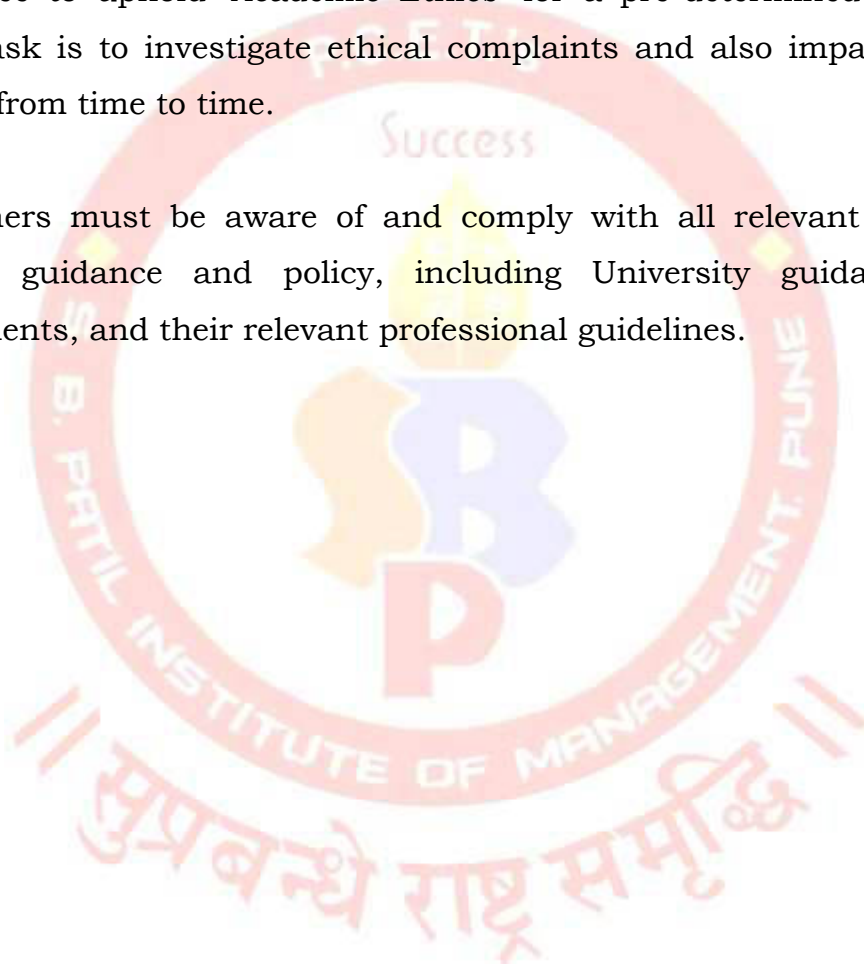 to uphold Academic Ethics for a pre-determined
ask is to investigate ethical complaints and also impa
from time to time.
Success
ners must be aware of and comply with all relevant
guidance and policy, including University guida
ents, and their relevant professional guidelines.
S B. PATIL INSTITUTE OF MANAGEMENT. PUNE
SBP
॥ सुप्रबन्धे राष्ट्र समृद्धि ॥